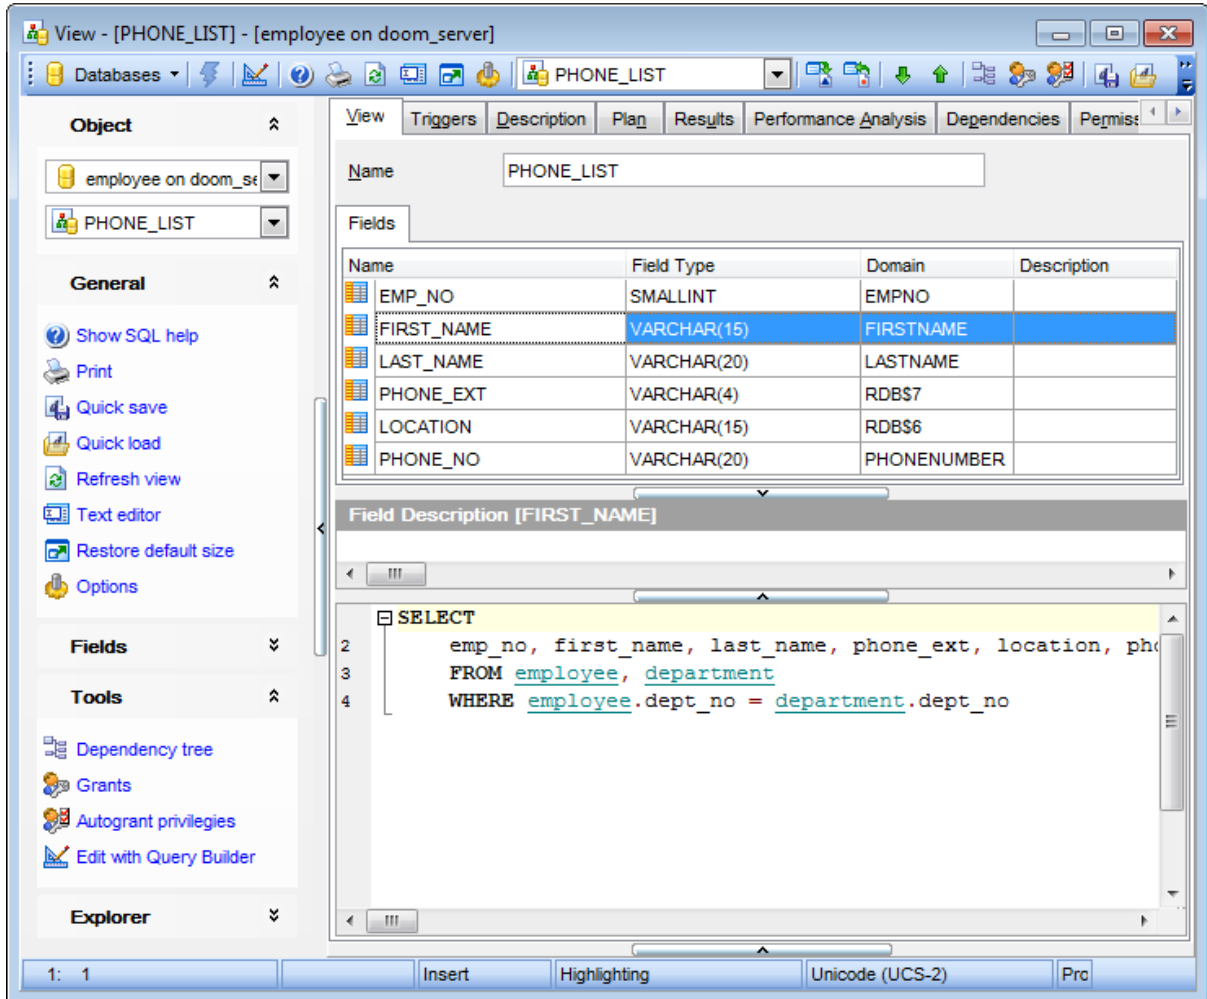 View - [PHONE_LIST] - [employee on doom_server]
Databases PHONE_LIST
Object
employee on doom_se
PHONE_LIST
General
Show SQL help
Print
Quick save
Quick load
Refresh view
Text editor
Restore default size
Options
Fields
Tools
Dependency tree
Grants
Autogrant privilegies
Edit with Query Builder
Explorer
View Triggers Description Plan Results Performance Analysis Dependencies Permiss
Name PHONE_LIST
Fields
Name Field Type Domain Description
EMP_NO SMALLINT EMPNO
FIRST_NAME VARCHAR(15) FIRSTNAME
LAST_NAME VARCHAR(20) LASTNAME
PHONE_EXT VARCHAR(4) RDB$7
LOCATION VARCHAR(15) RDB$6
PHONE_NO VARCHAR(20) PHONENUMBER
Field Description [FIRST_NAME]
SELECT
2 emp_no, first_name, last_name, phone_ext, location, pho
3 FROM employee, department
4 WHERE employee.dept_no = department.dept_no
1: 1 Insert Highlighting Unicode (UCS-2) Pro